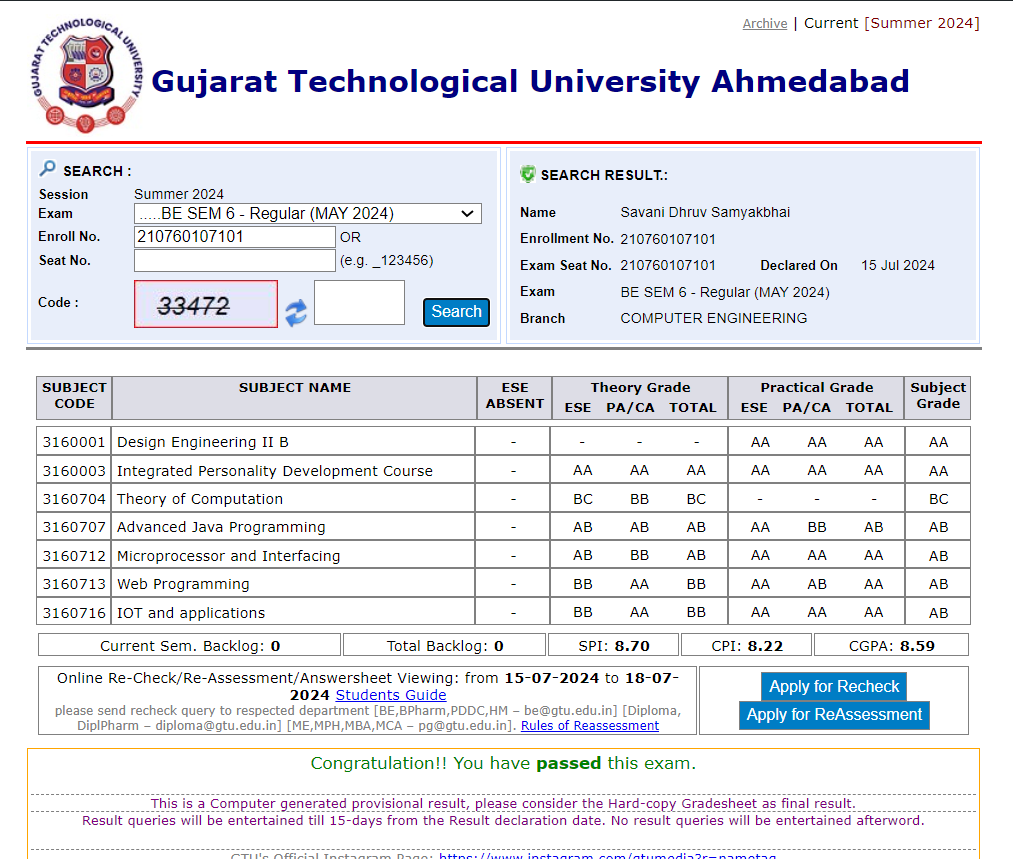 Archive | Current [Summer 2024]
GUJARAT TECHNOLOGICAL UNIVERSITY
Gujarat Technological University Ahmedabad
SEARCH :
Session Summer 2024
Exam .....BE SEM 6 - Regular (MAY 2024)
Enroll No. 210760107101 OR
Seat No. (e.g. _123456)
Code : 33472 Search
SEARCH RESULT.:
Name Savani Dhruv Samyakbhai
Enrollment No. 210760107101
Exam Seat No. 210760107101 Declared On 15 Jul 2024
Exam BE SEM 6 - Regular (MAY 2024)
Branch COMPUTER ENGINEERING
SUBJECT CODE SUBJECT NAME ESE ABSENT Theory Grade Practical Grade Subject Grade
ESE PA/CA TOTAL ESE PA/CA TOTAL
3160001 Design Engineering II B - - - - AA AA AA AA
3160003 Integrated Personality Development Course - AA AA AA AA AA AA AA
3160704 Theory of Computation - BC BB BC - - - BC
3160707 Advanced Java Programming - AB AB AB AA BB AB AB
3160712 Microprocessor and Interfacing - AB BB AB AA AA AA AB
3160713 Web Programming - BB AA BB AA AB AA AB
3160716 IOT and applications - BB AA BB AA AA AA AB
Current Sem. Backlog: 0 Total Backlog: 0 SPI: 8.70 CPI: 8.22 CGPA: 8.59
Online Re-Check/Re-Assessment/Answersheet Viewing: from 15-07-2024 to 18-07-
2024 Students Guide
please send recheck query to respected department [BE,BPharm,PDDC,HM – be@gtu.edu.in] [Diploma,
DiplPharm – diploma@gtu.edu.in] [ME,MPH,MBA,MCA – pg@gtu.edu.in]. Rules of Reassessment
Apply for Recheck
Apply for ReAssessment
Congratulation!! You have passed this exam.
This is a Computer generated provisional result, please consider the Hard-copy Gradesheet as final result.
Result queries will be entertained till 15-days from the Result declaration date. No result queries will be entertained afterword.
GTU's Official Instagram Page: https://www.instagram.com/gtumedia?r=nametag